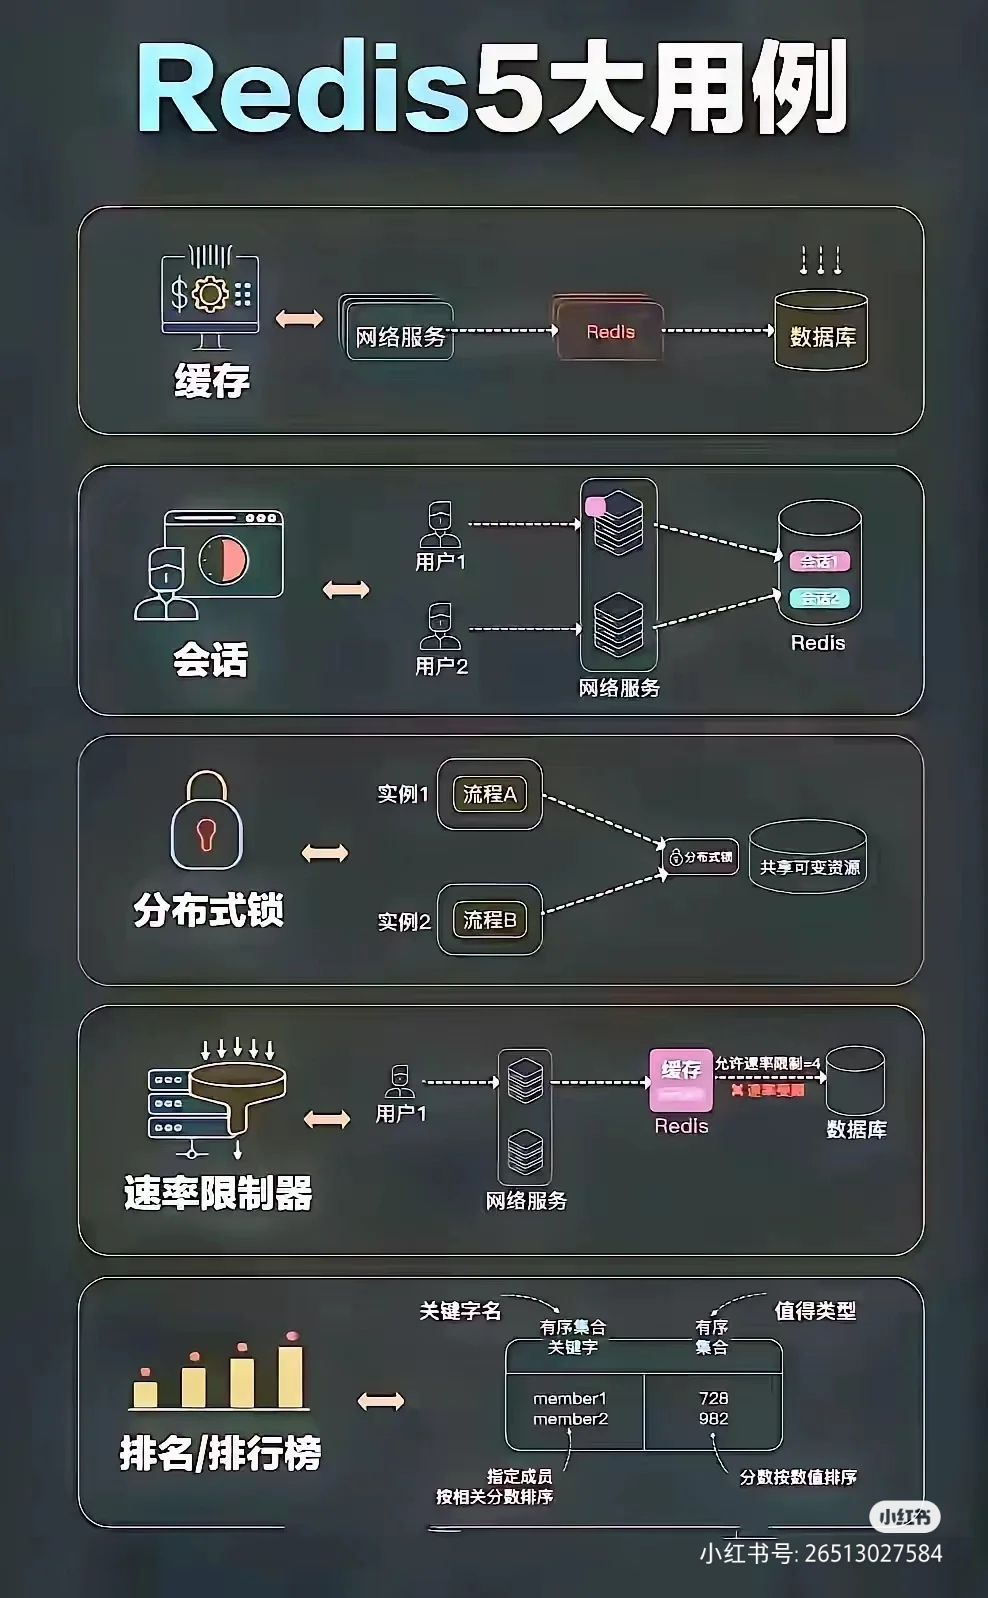 Redis5大用例
缓存
网络服务
Redis
数据库
会话
用户1
用户2
网络服务
会话1
会话2
Redis
分布式锁
实例1
流程A
实例2
流程B
分布式锁
共享可变资源
速率限制器
用户1
网络服务
缓存
Redis
允许速率限制=4
速率受限
数据库
排名/排行榜
关键字名
值得类型
有序集合
关键字
有序
集合
member1
728
member2
982
指定成员
按相关分数排序
分数按数值排序
小红书
小红书号: 26513027584